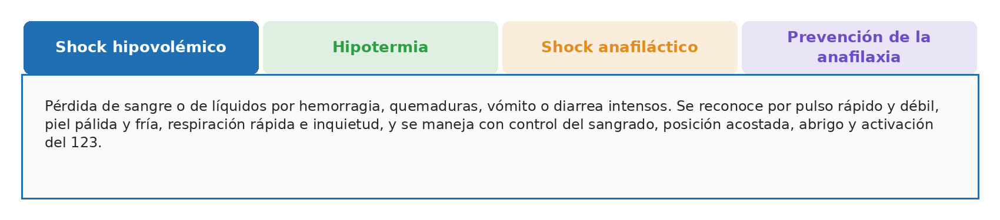 Shock hipovolémico
Hipotermia
Shock anafiláctico
Prevención de la
anafilaxia
Pérdida de sangre o de líquidos por hemorragia, quemaduras, vómito o diarrea intensos. Se reconoce por pulso rápido y débil,
piel pálida y fría, respiración rápida e inquietud, y se maneja con control del sangrado, posición acostada, abrigo y activación
del 123.